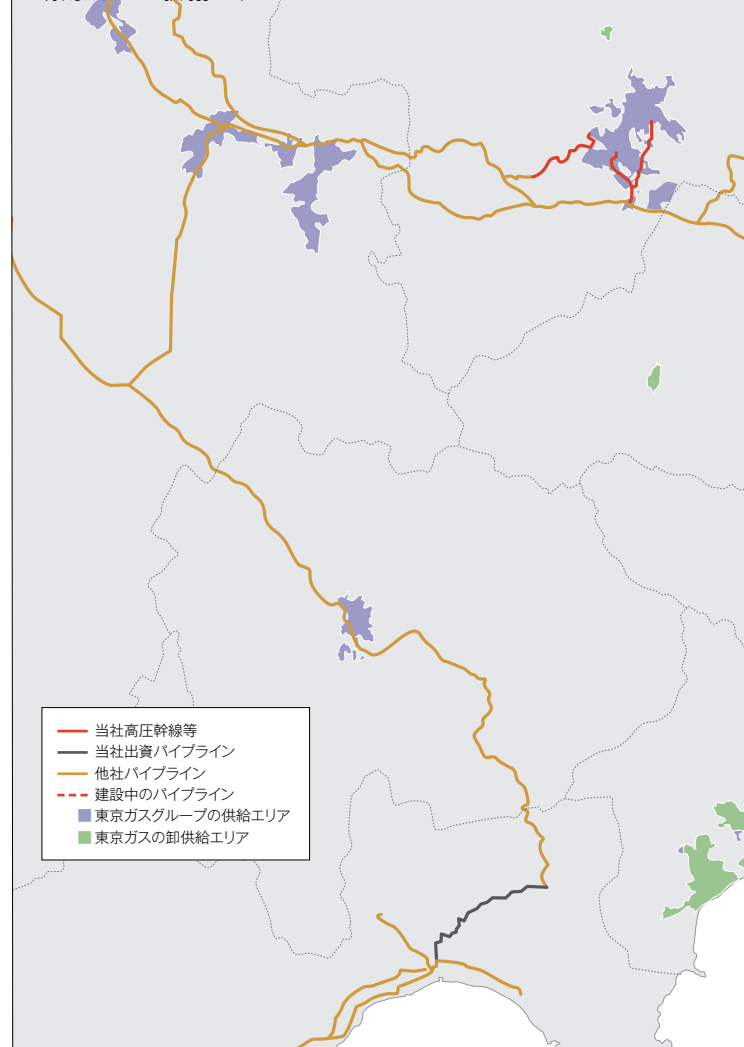 当社高圧幹線等
当社出資パイプライン
他社パイプライン
建設中のパイプライン
東京ガスグループの供給エリア
東京ガスの卸供給エリア